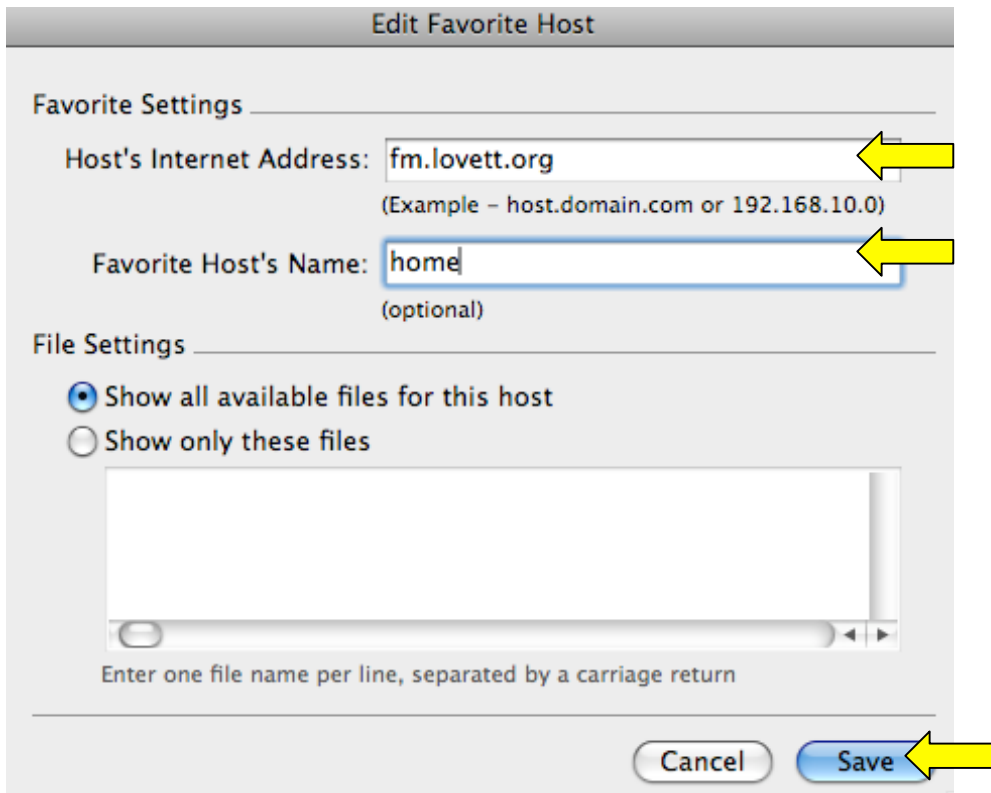 Edit Favorite Host
Favorite Settings
Host's Internet Address: fm.lovett.org
(Example – host.domain.com or 192.168.10.0)
Favorite Host's Name: home
(optional)
File Settings
Show all available files for this host
Show only these files
Enter one file name per line, separated by a carriage return
Cancel Save